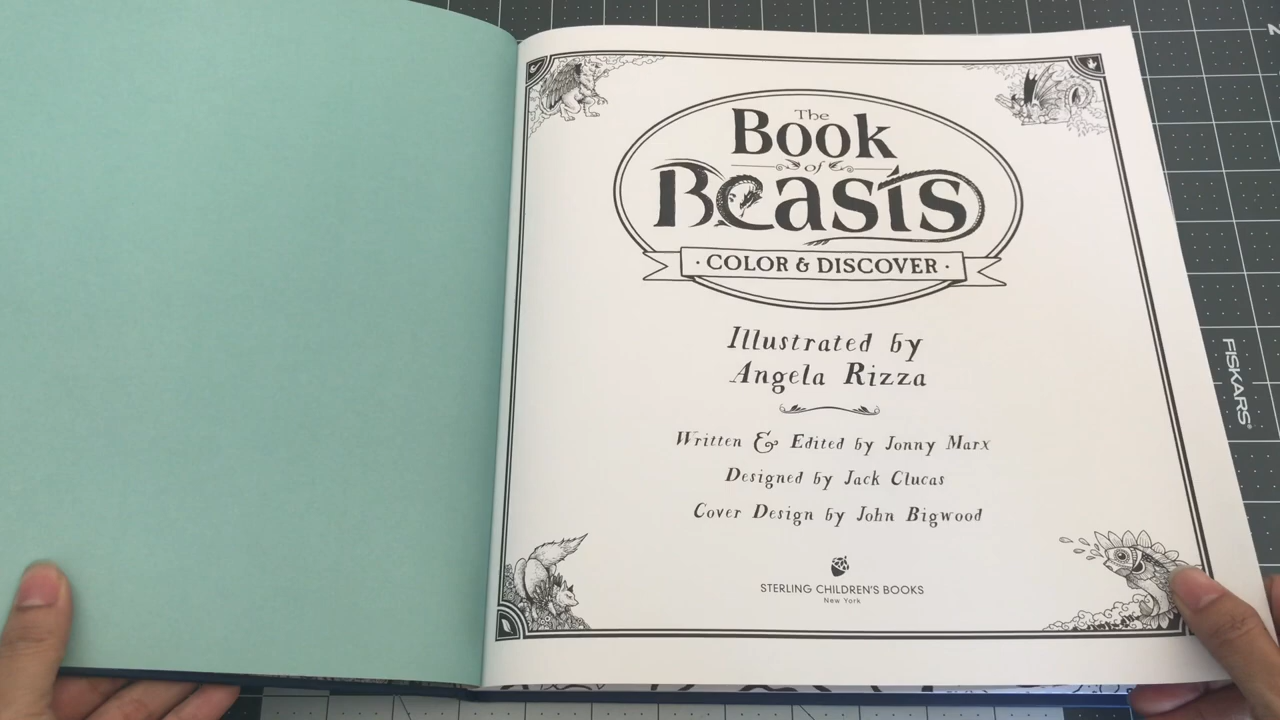 The
Book
of
Beasts
· COLOR & DISCOVER ·
Illustrated by
Angela Rizza
Written & Edited by Jonny Marx
Designed by Jack Clucas
Cover Design by John Bigwood
STERLING CHILDREN'S BOOKS
New York
FISKARS®
2